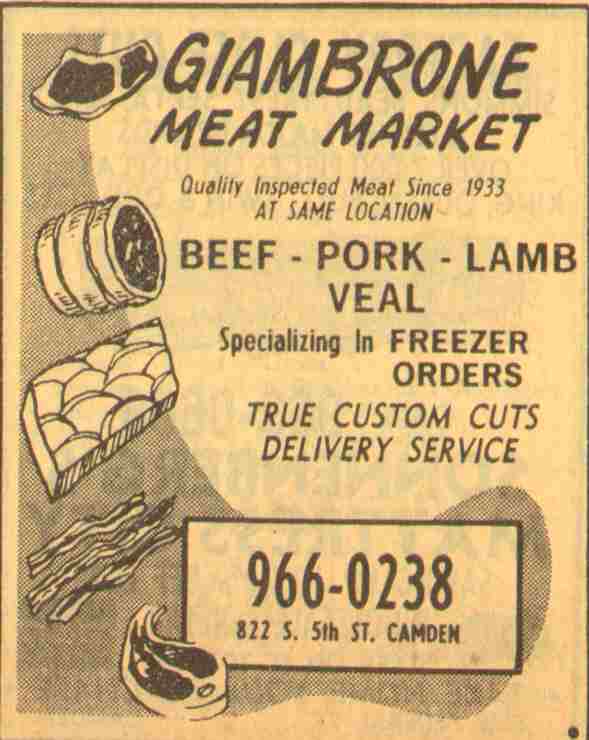 GIAMBRONE
MEAT MARKET
Quality Inspected Meat Since 1933
AT SAME LOCATION
BEEF - PORK - LAMB
VEAL
Specializing In FREEZER
ORDERS
TRUE CUSTOM CUTS
DELIVERY SERVICE
966-0238
822 S. 5th ST. CAMDEN